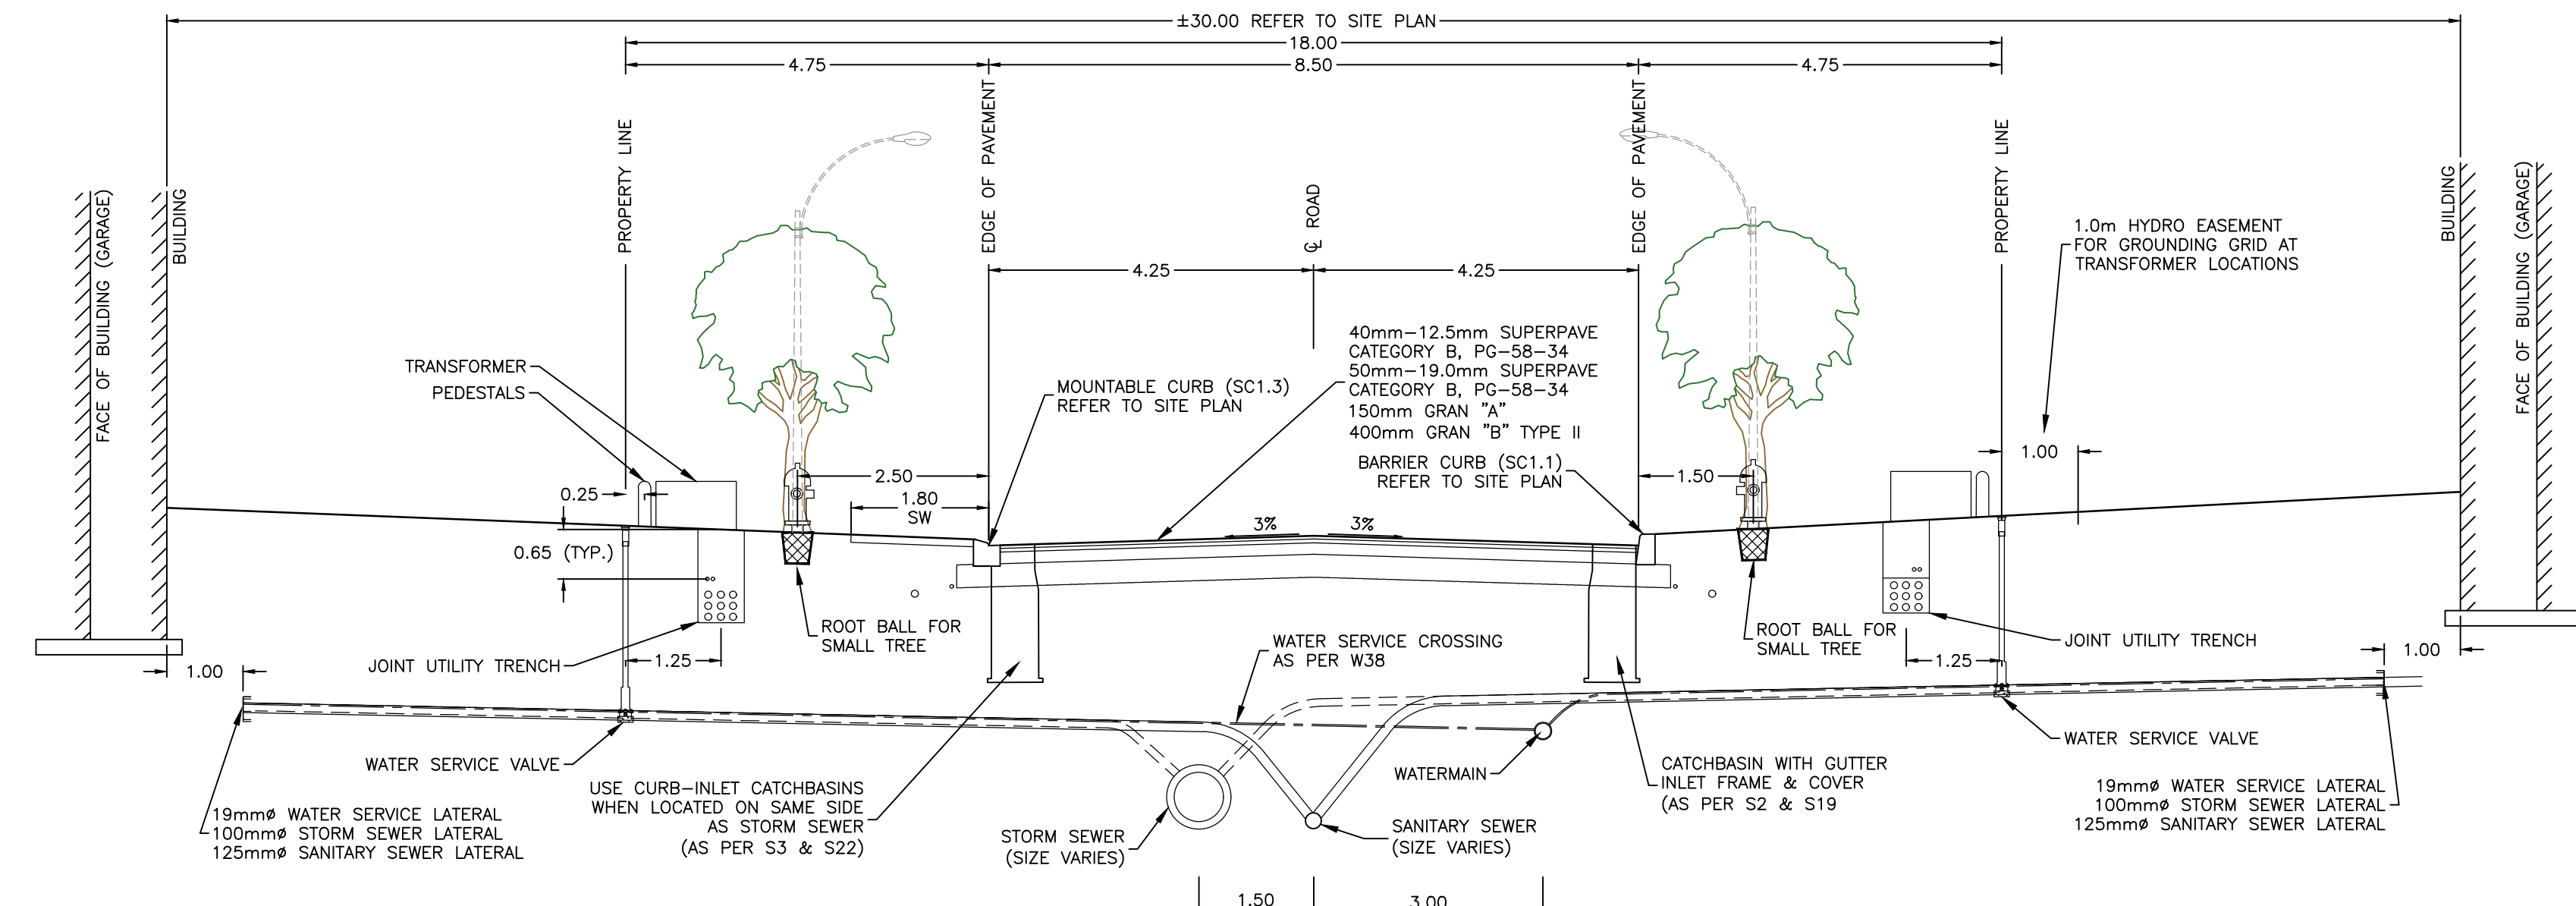 ±30.00 REFER TO SITE PLAN
18.00
4.75
8.50
4.75
FACE OF BUILDING (GARAGE)
BUILDING
PROPERTY LINE
EDGE OF PAVEMENT
℄ ROAD
EDGE OF PAVEMENT
PROPERTY LINE
BUILDING
FACE OF BUILDING (GARAGE)
1.0m HYDRO EASEMENT
FOR GROUNDING GRID AT
TRANSFORMER LOCATIONS
4.25
4.25
40mm-12.5mm SUPERPAVE
CATEGORY B, PG-58-34
50mm-19.0mm SUPERPAVE
CATEGORY B, PG-58-34
150mm GRAN "A"
400mm GRAN "B" TYPE II
TRANSFORMER
PEDESTALS
MOUNTABLE CURB (SC1.3)
REFER TO SITE PLAN
BARRIER CURB (SC1.1)
REFER TO SITE PLAN
1.00
2.50
1.50
0.25
1.80
SW
3%
3%
0.65 (TYP.)
ROOT BALL FOR
SMALL TREE
WATER SERVICE CROSSING
AS PER W38
ROOT BALL FOR
SMALL TREE
JOINT UTILITY TRENCH
JOINT UTILITY TRENCH
1.25
1.25
1.00
1.00
WATER SERVICE VALVE
WATER SERVICE VALVE
USE CURB-INLET CATCHBASINS
WHEN LOCATED ON SAME SIDE
AS STORM SEWER
(AS PER S3 & S22)
WATERMAIN
CATCHBASIN WITH GUTTER
INLET FRAME & COVER
(AS PER S2 & S19
19mmø WATER SERVICE LATERAL
100mmø STORM SEWER LATERAL
125mmø SANITARY SEWER LATERAL
STORM SEWER
(SIZE VARIES)
SANITARY SEWER
(SIZE VARIES)
19mmø WATER SERVICE LATERAL
100mmø STORM SEWER LATERAL
125mmø SANITARY SEWER LATERAL
1.50
3.00